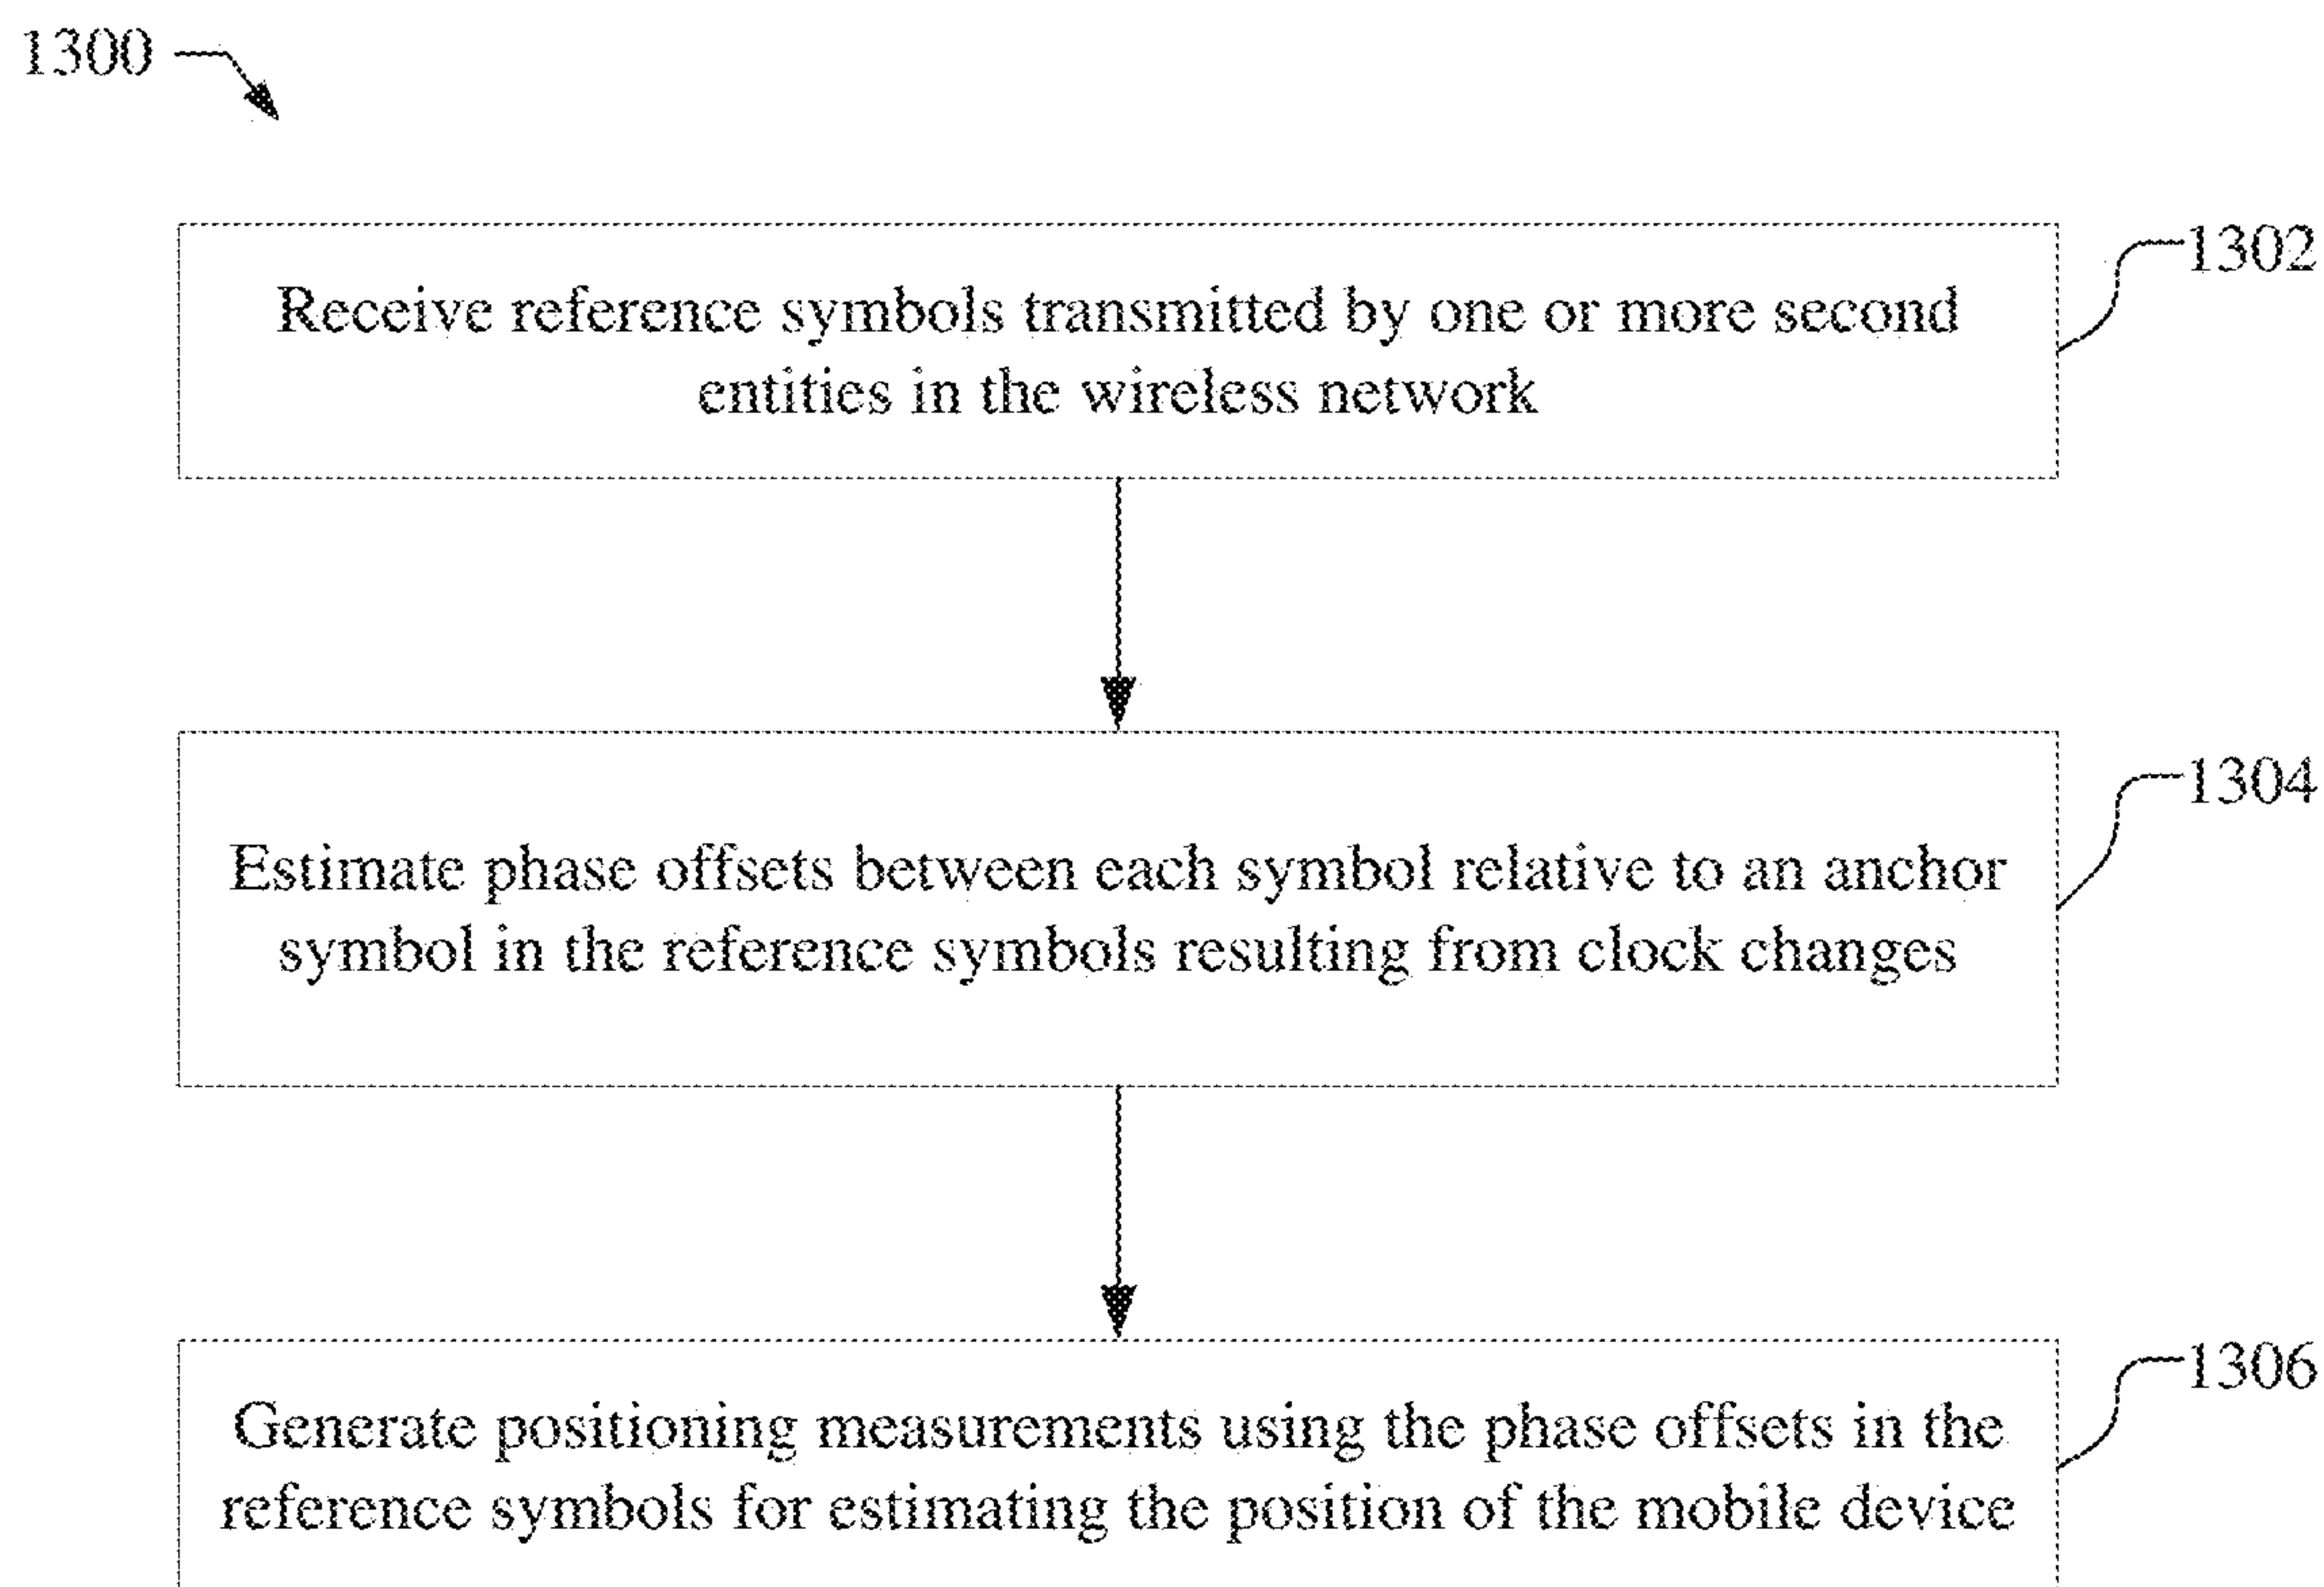 1300
1302
Receive reference symbols transmitted by one or more second
entities in the wireless network
1304
Estimate phase offsets between each symbol relative to an anchor
symbol in the reference symbols resulting from clock changes
1306
Generate positioning measurements using the phase offsets in the
reference symbols for estimating the position of the mobile device